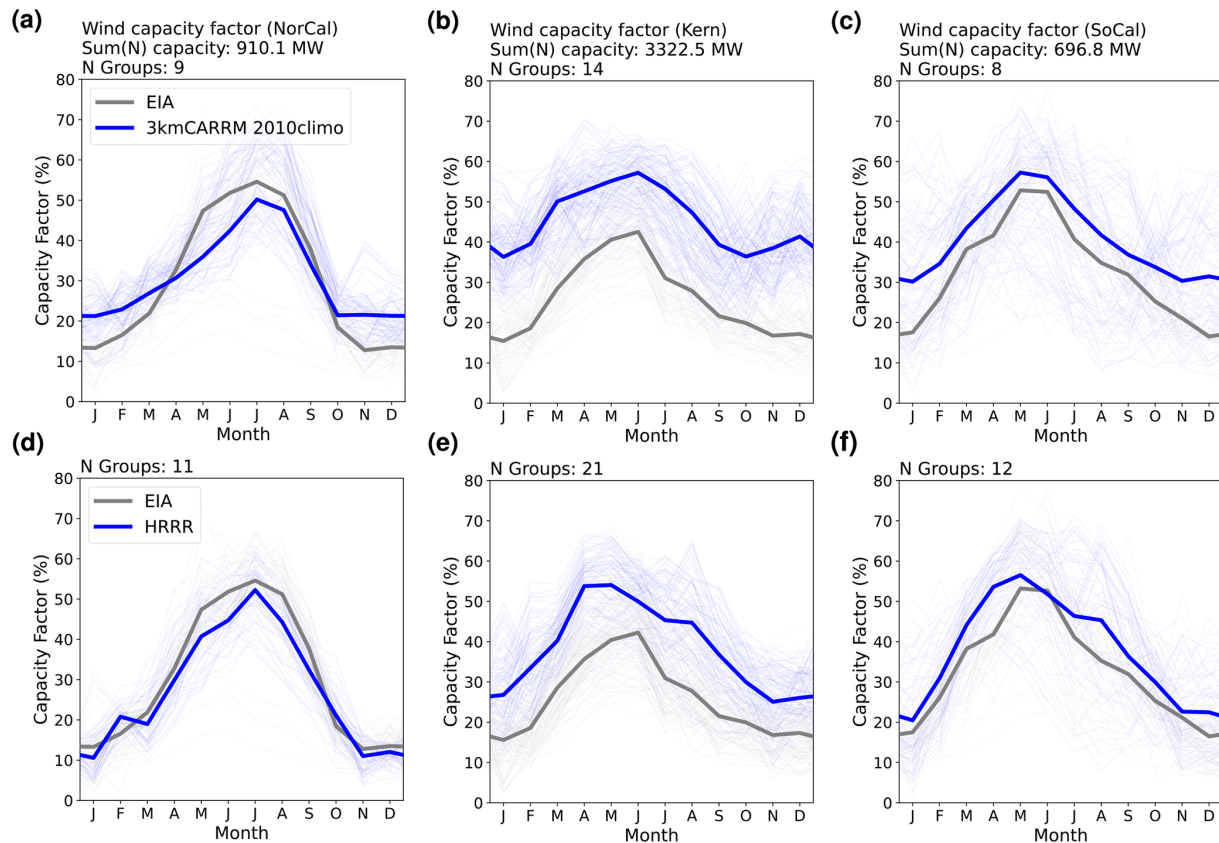 (a)
Wind capacity factor (NorCal)
Sum(N) capacity: 910.1 MW
N Groups: 9
EIA
3kmCARRM 2010climo
Capacity Factor (%)
80
70
60
50
40
30
20
10
0
J F M A M J J A S O N D
Month
(b)
Wind capacity factor (Kern)
Sum(N) capacity: 3322.5 MW
N Groups: 14
Capacity Factor (%)
80
70
60
50
40
30
20
10
0
J F M A M J J A S O N D
Month
(c)
Wind capacity factor (SoCal)
Sum(N) capacity: 696.8 MW
N Groups: 8
Capacity Factor (%)
80
70
60
50
40
30
20
10
0
J F M A M J J A S O N D
Month
(d)
N Groups: 11
EIA
HRRR
Capacity Factor (%)
80
70
60
50
40
30
20
10
0
J F M A M J J A S O N D
Month
(e)
N Groups: 21
Capacity Factor (%)
80
70
60
50
40
30
20
10
0
J F M A M J J A S O N D
Month
(f)
N Groups: 12
Capacity Factor (%)
80
70
60
50
40
30
20
10
0
J F M A M J J A S O N D
Month